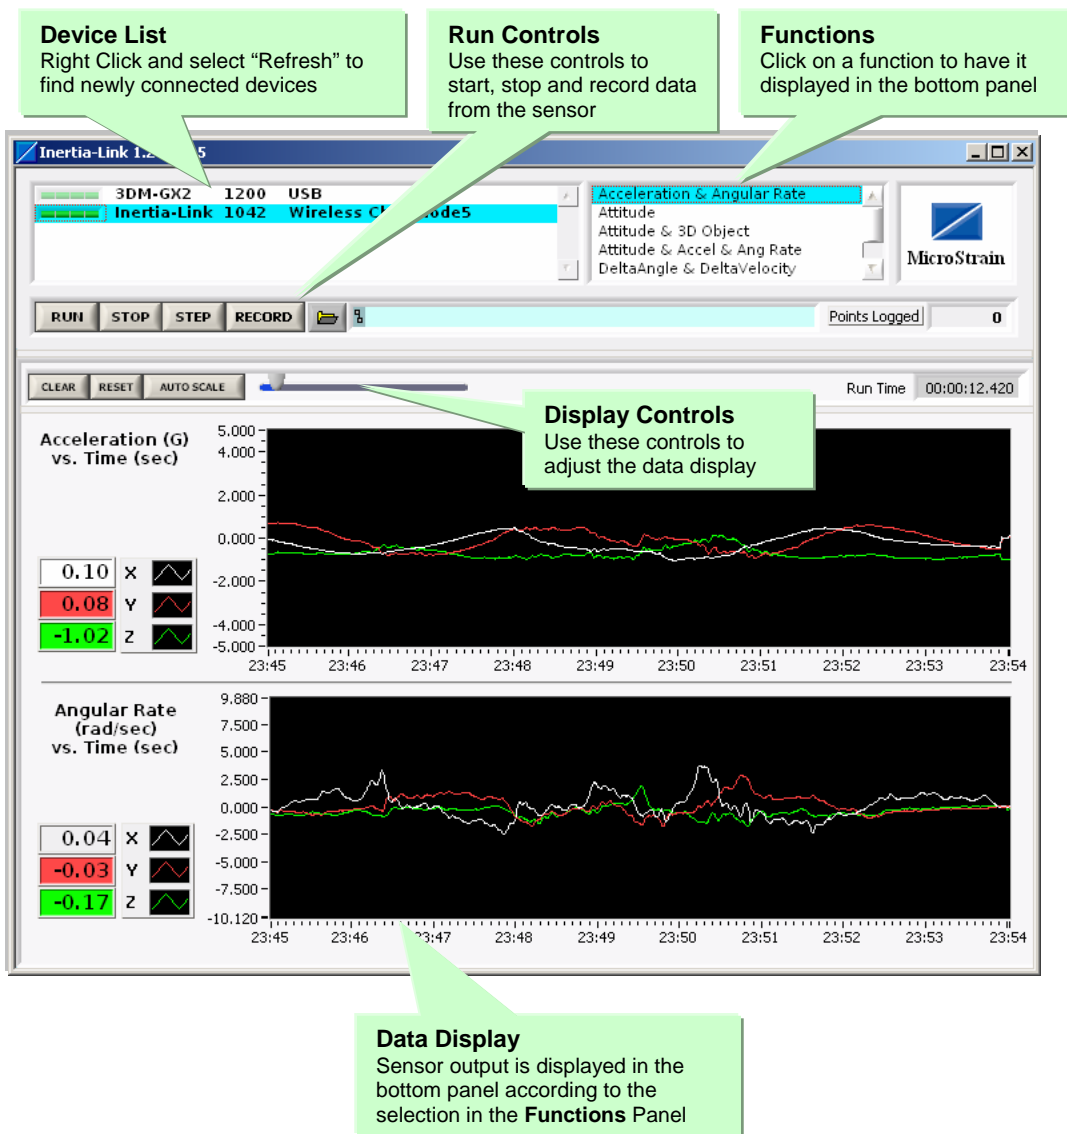 Device List
Right Click and select “Refresh” to
find newly connected devices
Run Controls
Use these controls to
start, stop and record data
from the sensor
Functions
Click on a function to have it
displayed in the bottom panel
Inertia-Link 5
3DM-GX2 1200 USB
Inertia-Link 1042 Wireless
Acceleration & Angular Rate
Attitude
Attitude & 3D Object
Attitude & Accel & Ang Rate
DeltaAngle & DeltaVelocity
MicroStrain
RUN STOP STEP RECORD
Points Logged 0
CLEAR RESET AUTO SCALE
Run Time 00:00:12.420
Display Controls
Use these controls to
adjust the data display
Acceleration (G)
vs. Time (sec)
5.000
4.000
2.000
0.000
-2.000
-4.000
-5.000
0.10 X
0.08 Y
-1.02 Z
23:45 23:46 23:47 23:48 23:49 23:50 23:51 23:52 23:53 23:54
Angular Rate
(rad/sec)
vs. Time (sec)
9.880
7.500
5.000
2.500
0.000
-2.500
-5.000
-7.500
-10.120
0.04 X
-0.03 Y
-0.17 Z
23:45 23:46 23:47 23:48 23:49 23:50 23:51 23:52 23:53 23:54
Data Display
Sensor output is displayed in the
bottom panel according to the
selection in the Functions Panel